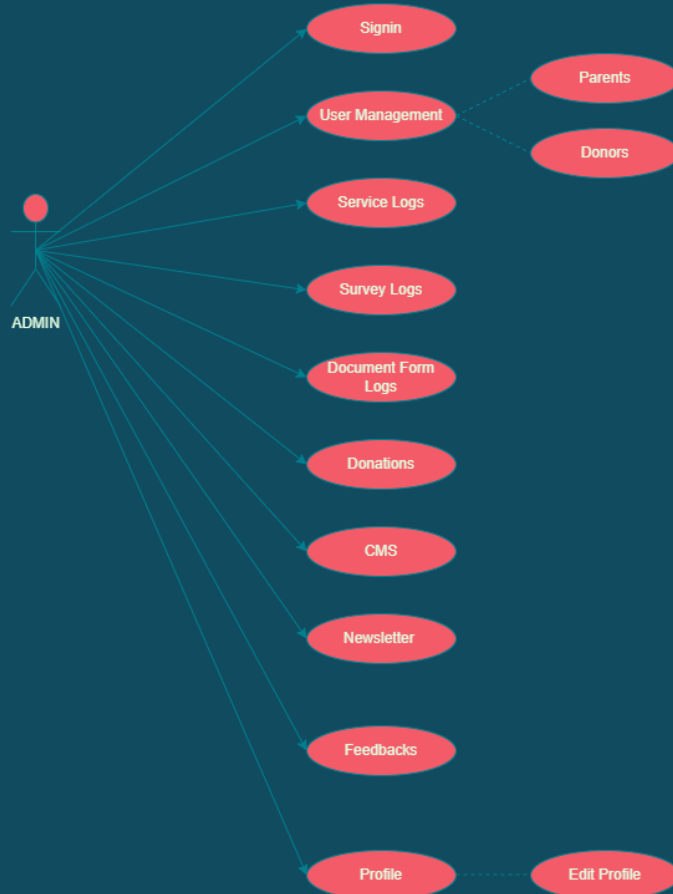 Signin
Parents
User Management
Donors
Service Logs
Survey Logs
ADMIN
Document Form
Logs
Donations
CMS
Newsletter
Feedbacks
Profile
Edit Profile